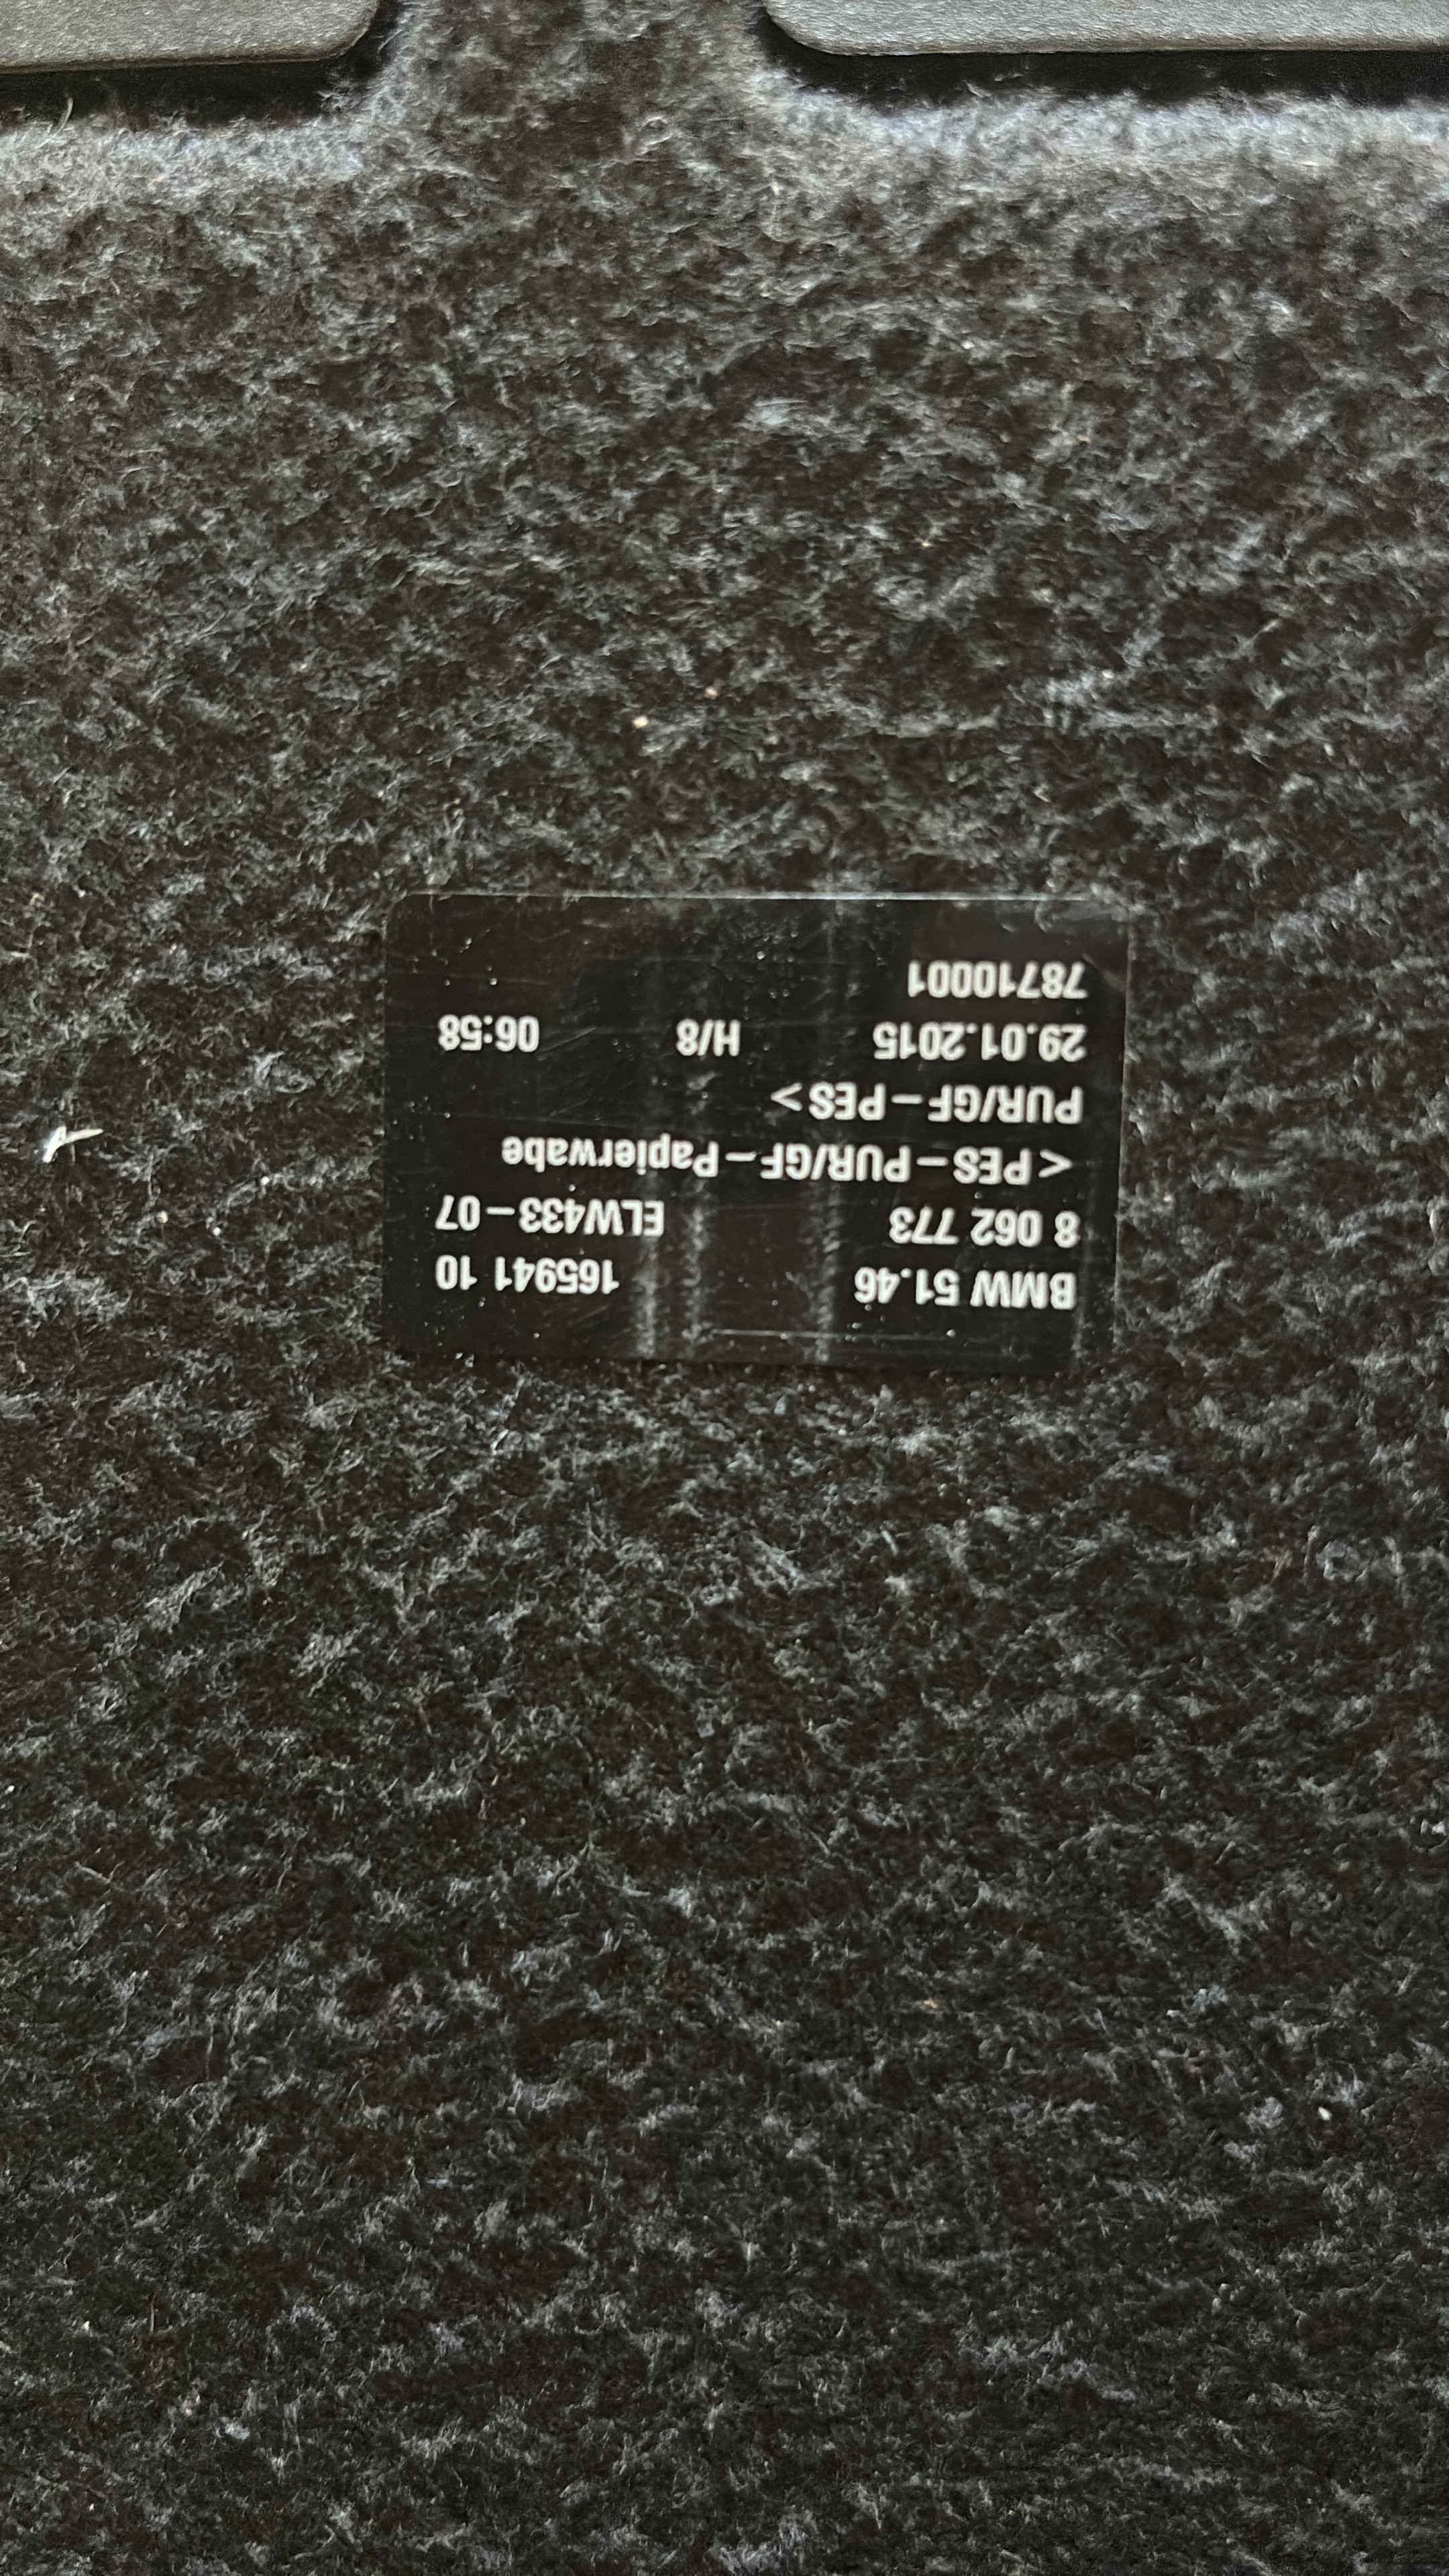 BMW 51.46 165941 10
8 062 773 ELW433-07
<PES-PUR/GF-Papierwabe
PUR/GF-PES>
29.01.2015 H/8 06:58
78710001